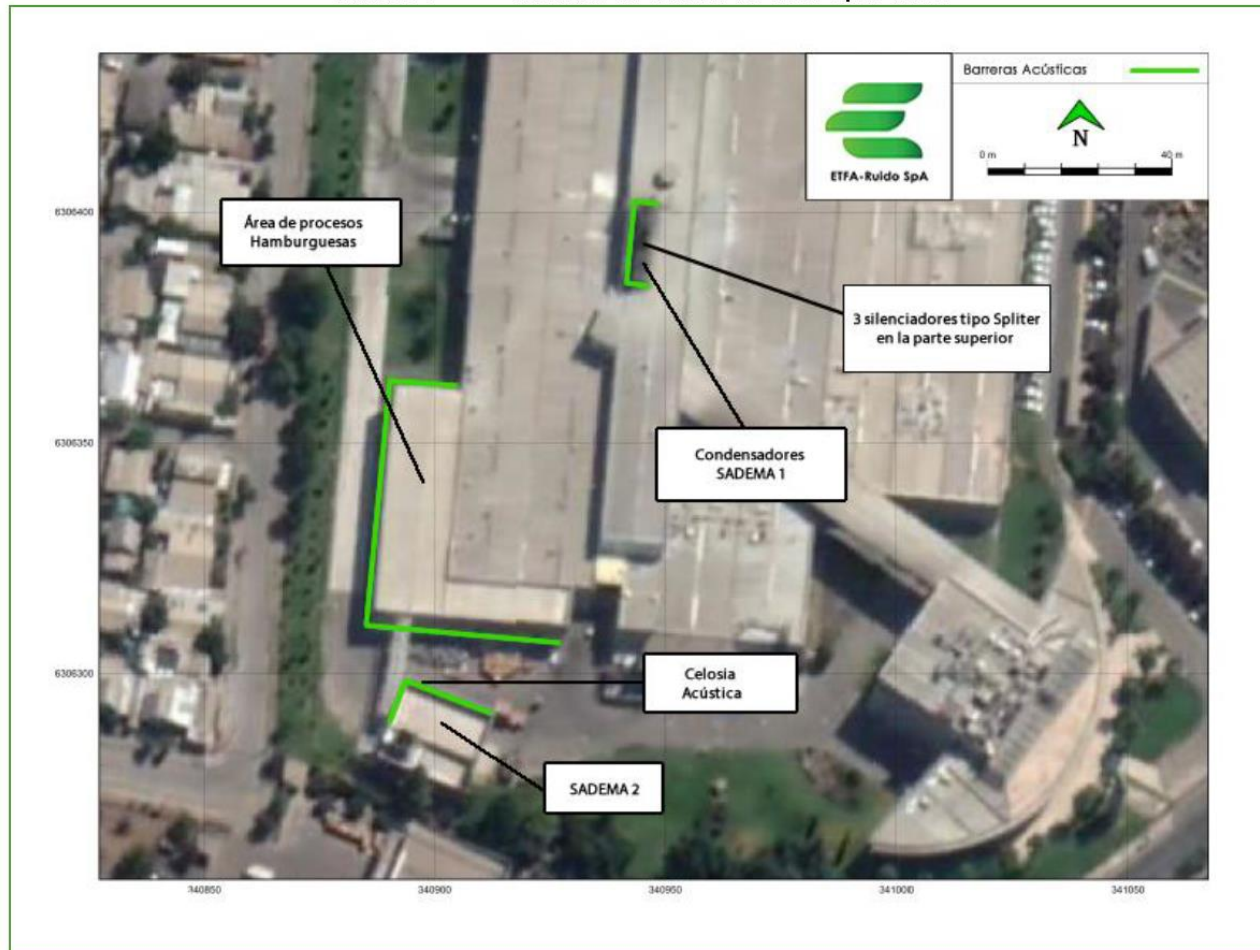 Barreras Acústicas
N
0 m
40 m
ETFA-Ruido SpA
6306400
6306350
6306300
Área de procesos
Hamburguesas
3 silenciadores tipo Spliter
en la parte superior
Condensadores
SADEMA 1
Celosia
Acústica
SADEMA 2
340850
340900
340950
341000
341050